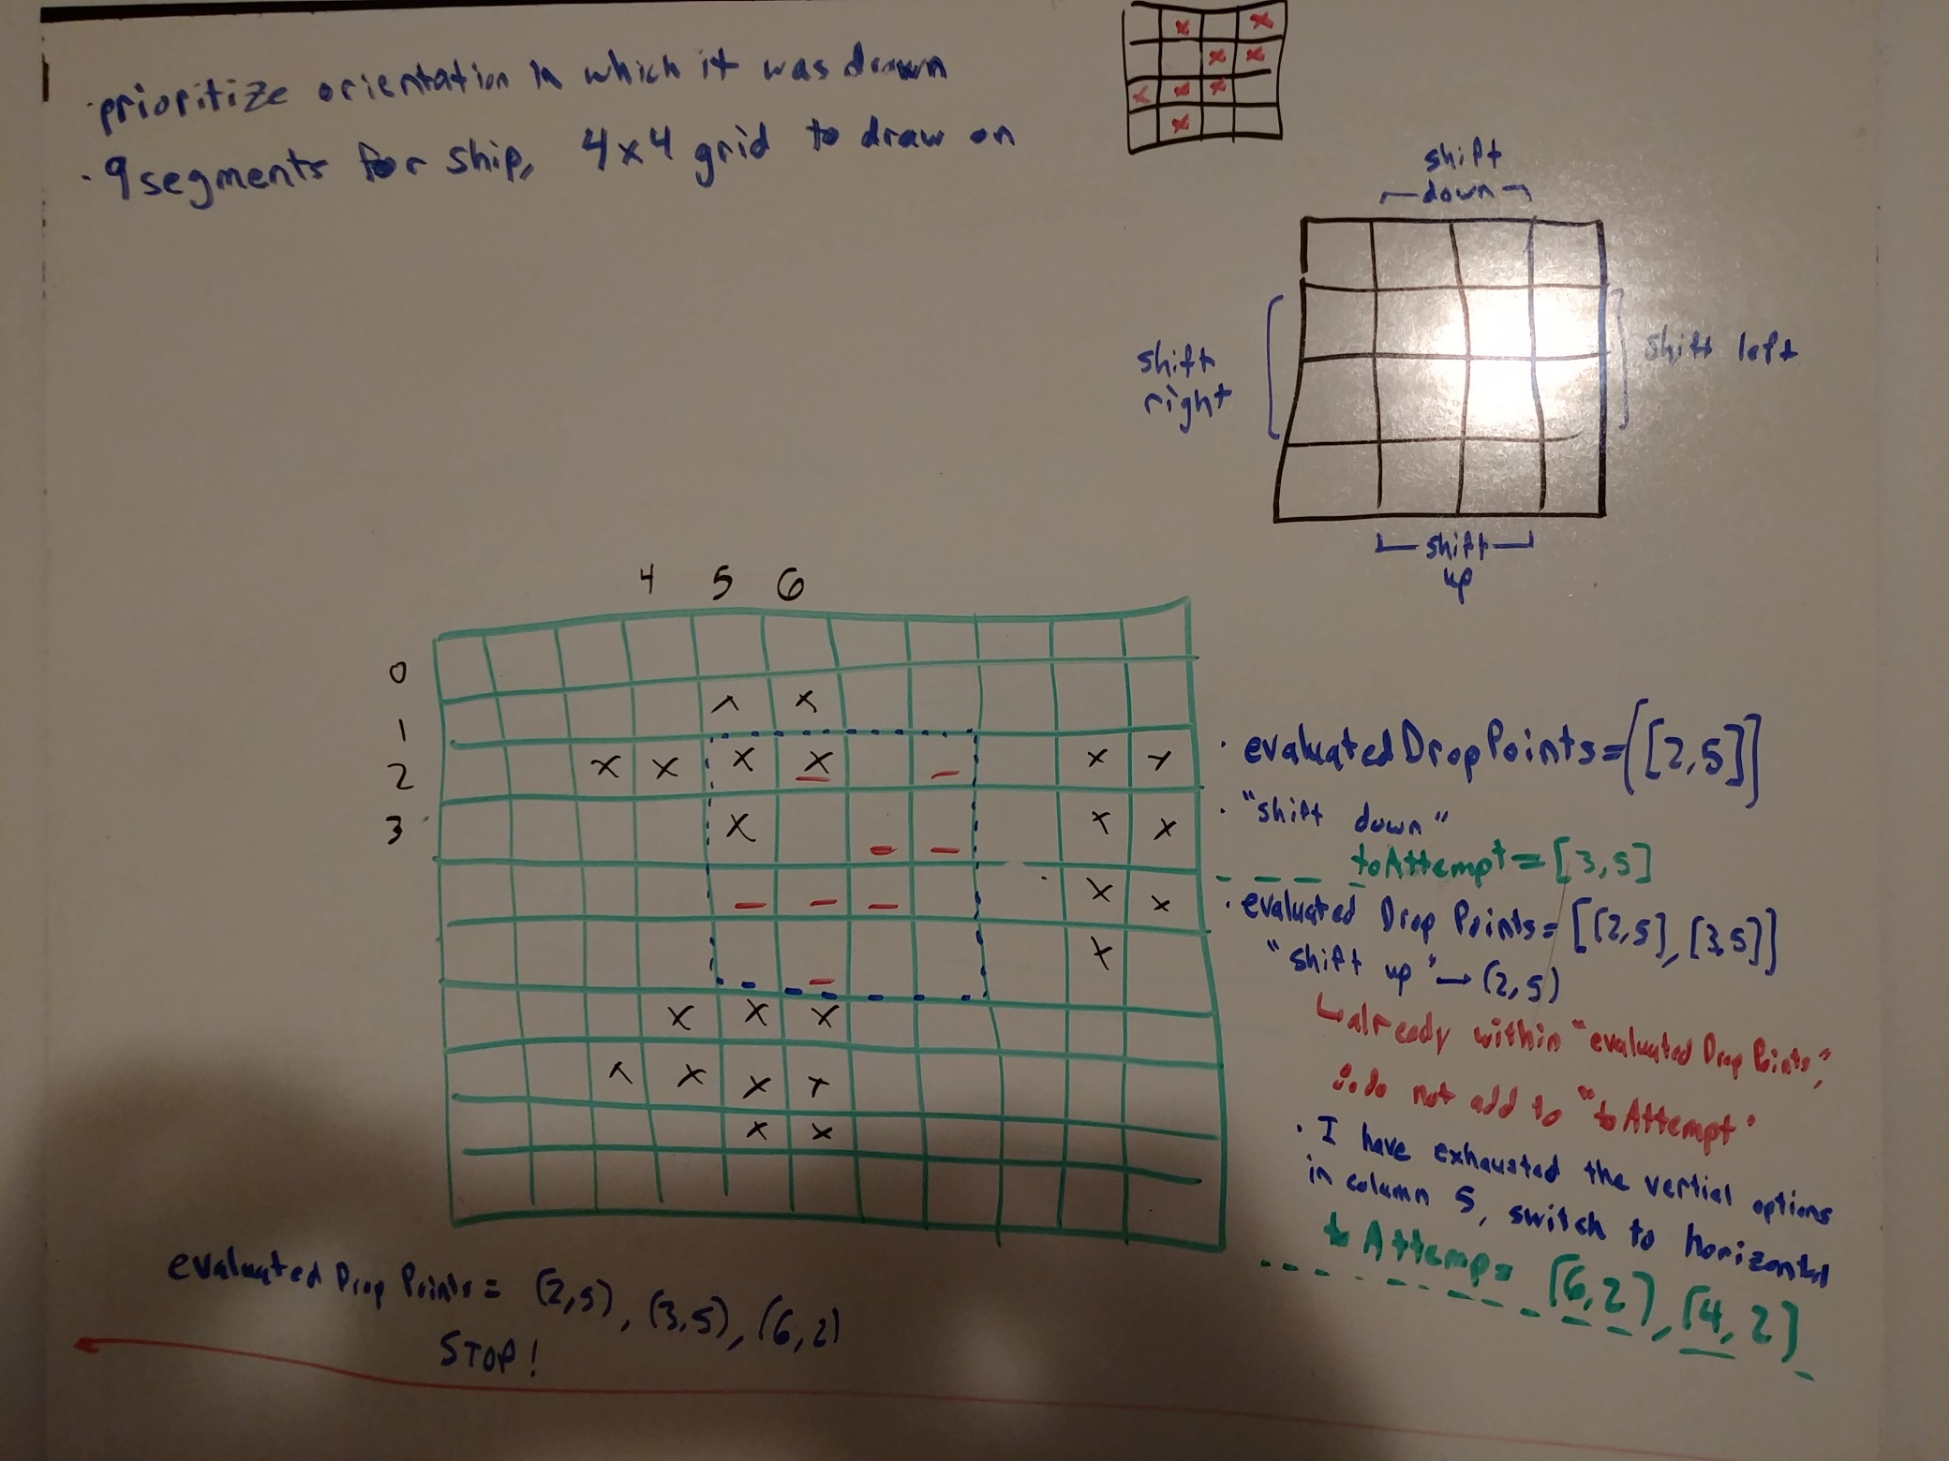 ·prioritize orientation in which it was drawn
·9 segments for ship, 4x4 grid to draw on
x x
x x
x x x
x
shift
down
shift
right
shift left
shift
up
4 5 6
0
1
2
3
x x
x x x x x x
x x x
x x
x
x x x
x x x x
x x
·evaluatedDropPoints=[[2,5]]
·"shift down"
toAttempt=[3,5]
·evaluated Drop Points=[[2,5],[3,5]]
"shift up"→(2,5)
↳already within "evaluated Drop Points",
∴ do not add to "toAttempt"
·I have exhausted the vertial options
in column 5, switch to horizontal
to Attemp= [6,2], [4,2]
evaluated Drop Points= (2,5), (3,5), (6,2)
STOP!